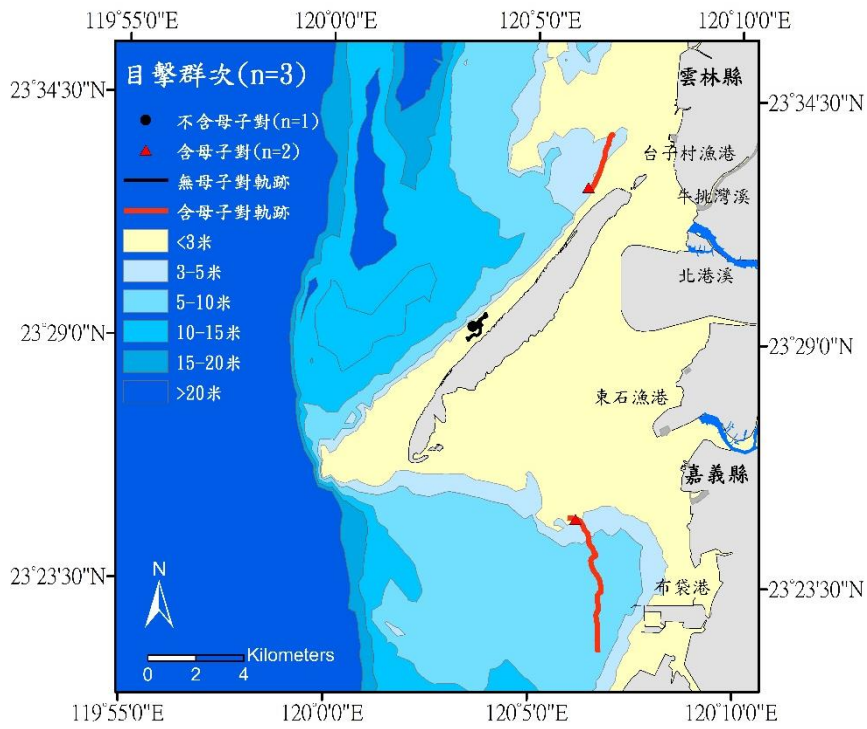 119°55'0"E
120°0'0"E
120°5'0"E
120°10'0"E
23°34'30"N
23°34'30"N
目擊群次(n=3)
不含母子對(n=1)
含母子對(n=2)
無母子對軌跡
含母子對軌跡
<3米
3-5米
5-10米
10-15米
15-20米
>20米
雲林縣
台子村漁港
牛挑灣溪
北港溪
23°29'0"N
23°29'0"N
東石漁港
嘉義縣
23°23'30"N
23°23'30"N
布袋港
N
Kilometers
0 2 4
119°55'0"E
120°0'0"E
120°5'0"E
120°10'0"E